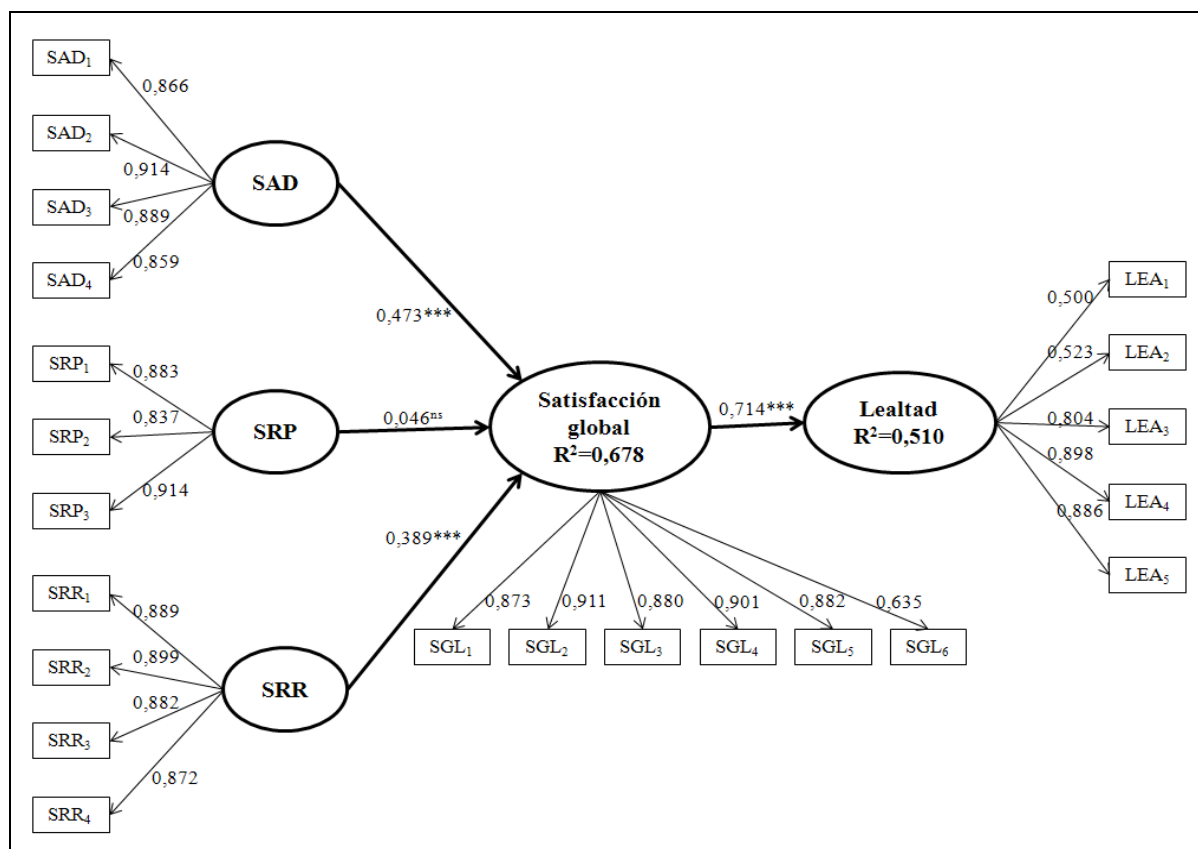 SAD₁
0,866
SAD₂
0,914
SAD₃
0,889
SAD₄
0,859
SAD
0,473***
SRP₁
0,883
SRP₂
0,837
SRP₃
0,914
SRP
0,046ⁿˢ
SRR₁
0,889
SRR₂
0,899
SRR₃
0,882
SRR₄
0,872
SRR
0,389***
Satisfacción
global
R²=0,678
0,873
0,911
0,880
0,901
0,882
0,635
SGL₁
SGL₂
SGL₃
SGL₄
SGL₅
SGL₆
0,714***
Lealtad
R²=0,510
0,500
LEA₁
0,523
LEA₂
0,804
LEA₃
0,898
LEA₄
0,886
LEA₅